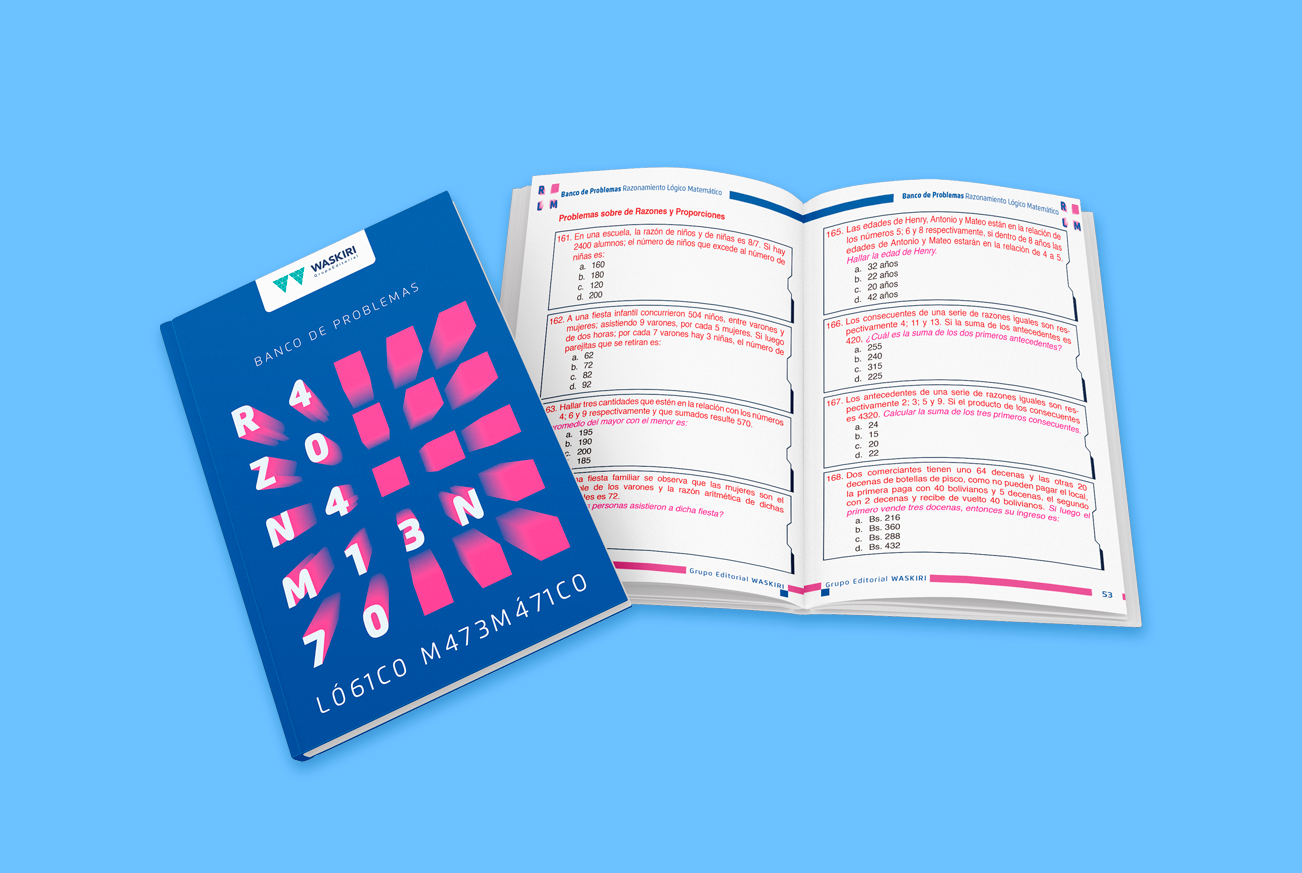 WASKIRI
Grupo Editorial
BANCO DE PROBLEMAS
R 4
Z 0
N 4
M 1 3 N
7 0
LÓ61C0 M473MÁ71C0
R
L M
Banco de Problemas Razonamiento Lógico Matemático
Problemas sobre de Razones y Proporciones
161. En una escuela, la razón de niños y de niñas es 8/7. Si hay
2400 alumnos; el número de niños que excede al número de
niñas es:
a. 160
b. 180
c. 120
d. 200
162. A una fiesta infantil concurrieron 504 niños, entre varones y
mujeres; asistiendo 9 varones, por cada 5 mujeres. Si luego
de dos horas; por cada 7 varones hay 3 niñas, el número de
parejitas que se retiran es:
a. 62
b. 72
c. 82
d. 92
63. Hallar tres cantidades que estén en la relación con los números
4; 6 y 9 respectivamente y que sumados resulte 570.
promedio del mayor con el menor es:
a. 195
b. 190
c. 200
185
na fiesta familiar se observa que las mujeres son el
ple de los varones y la razón aritmética de dichas
des es 72.
personas asistieron a dicha fiesta?
Grupo Editorial WASKIRI
Banco de Problemas Razonamiento Lógico Matemático
R
L M
165. Las edades de Henry, Antonio y Mateo están en la relación de
los números 5; 6 y 8 respectivamente, si dentro de 8 años las
edades de Antonio y Mateo estarán en la relación de 4 a 5.
Hallar la edad de Henry.
a. 32 años
b. 22 años
c. 20 años
d. 42 años
166. Los consecuentes de una serie de razones iguales son res-
pectivamente 4; 11 y 13. Si la suma de los antecedentes es
420. ¿Cuál es la suma de los dos primeros antecedentes?
a. 255
b. 240
c. 315
d. 225
167. Los antecedentes de una serie de razones iguales son res-
pectivamente 2; 3; 5 y 9. Si el producto de los consecuentes
es 4320. Calcular la suma de los tres primeros consecuentes.
a. 24
b. 15
c. 20
d. 22
168. Dos comerciantes tienen uno 64 decenas y las otras 20
decenas de botellas de pisco, como no pueden pagar el local,
la primera paga con 40 bolivianos y 5 decenas, el segundo
con 2 decenas y recibe de vuelto 40 bolivianos. Si luego el
primero vende tres docenas, entonces su ingreso es:
a. Bs. 216
b. Bs. 360
c. Bs. 288
d. Bs. 432
Grupo Editorial WASKIRI
53